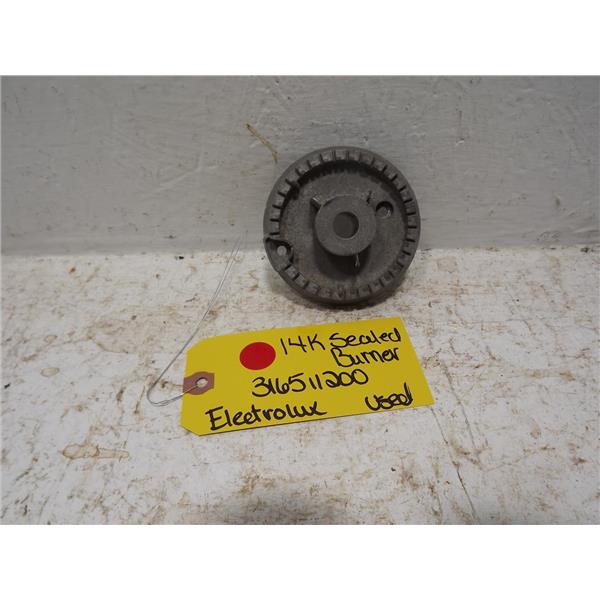 14K Sealed
Burner
316511200
Electrolux used